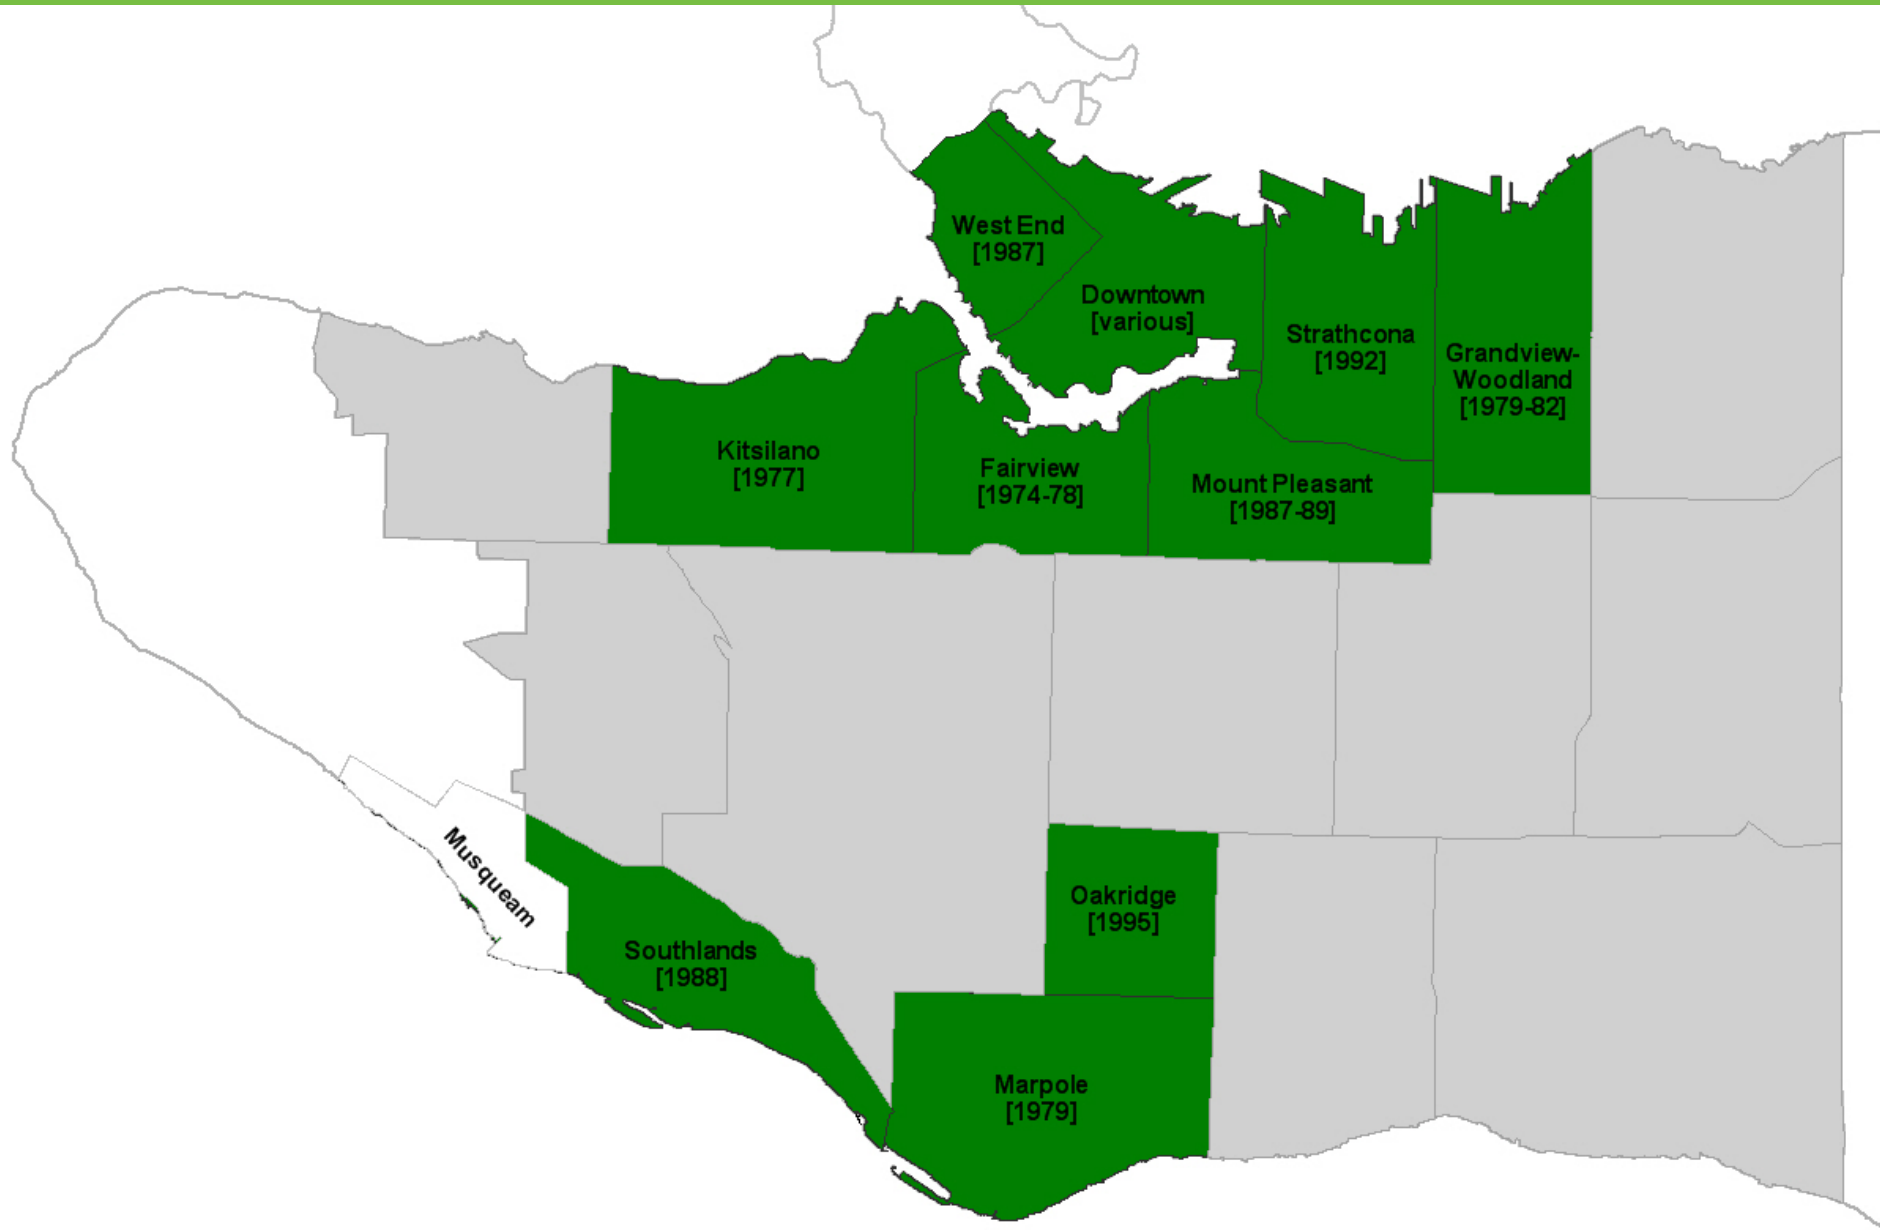 West End
[1987]
Downtown
[various]
Strathcona
[1992]
Grandview-
Woodland
[1979-82]
Kitsilano
[1977]
Fairview
[1974-78]
Mount Pleasant
[1987-89]
Musqueam
Southlands
[1988]
Oakridge
[1995]
Marpole
[1979]